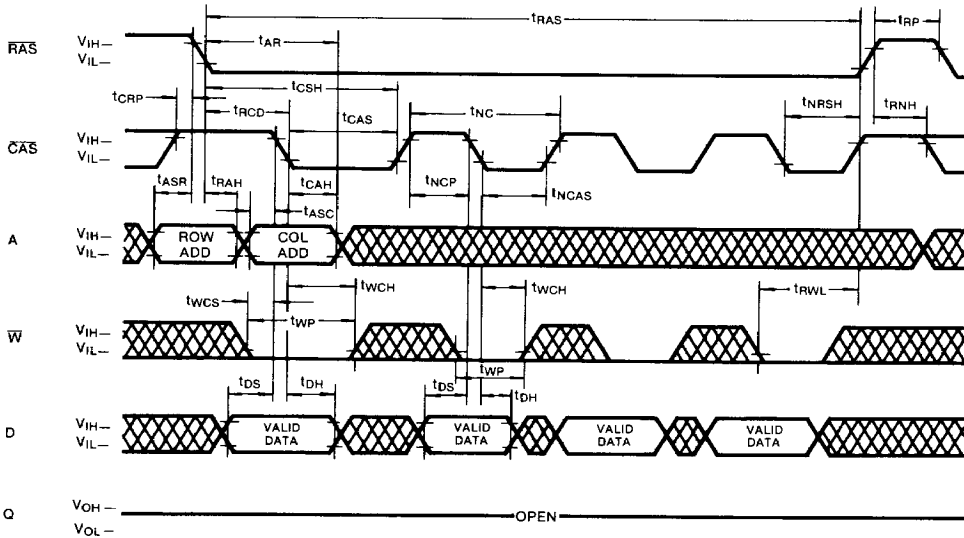 tRAS
tRP
RAS
VIH
VIL
tAR
tCRP
tRCD
tCSH
tCAS
tNC
tNRSH
tRNH
CAS
VIH
VIL
tASR
tRAH
tCAH
tASC
tNCP
tNCAS
A
VIH
VIL
ROW ADD
COL ADD
tWCS
tWCH
tWP
tWCH
tRWL
W
VIH
VIL
tWP
tDS
tDH
tDS
tDH
D
VIH
VIL
VALID DATA
VALID DATA
VALID DATA
VALID DATA
Q
VOH
VOL
OPEN